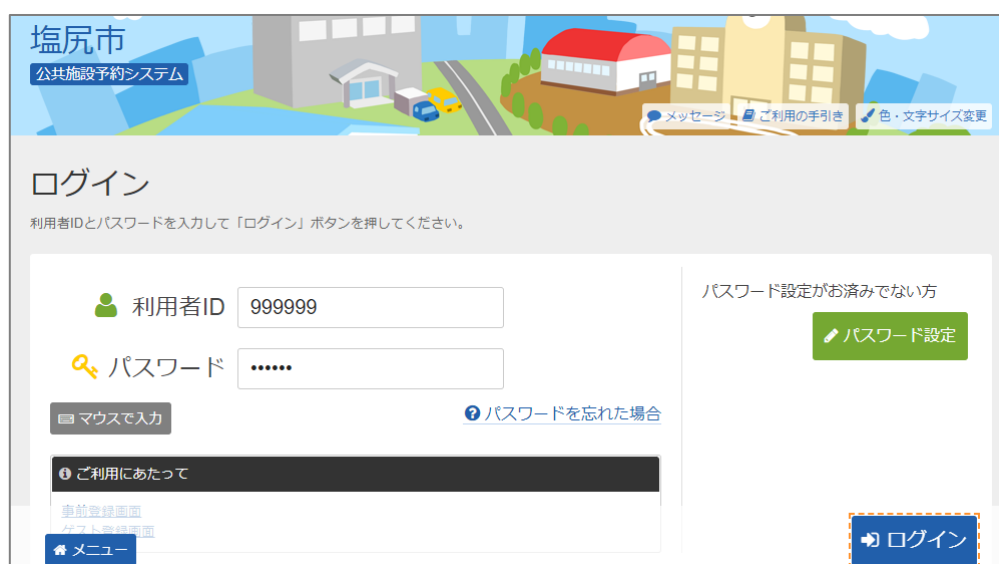 塩尻市
公共施設予約システム
メッセージ ご利用の手引き 色・文字サイズ変更
ログイン
利用者IDとパスワードを入力して「ログイン」ボタンを押してください。
利用者ID 999999
パスワード ••••••
マウスで入力
パスワードを忘れた場合
パスワード設定がお済みでない方
パスワード設定
ご利用にあたって
事前登録画面
ゲスト登録画面
メニュー
ログイン